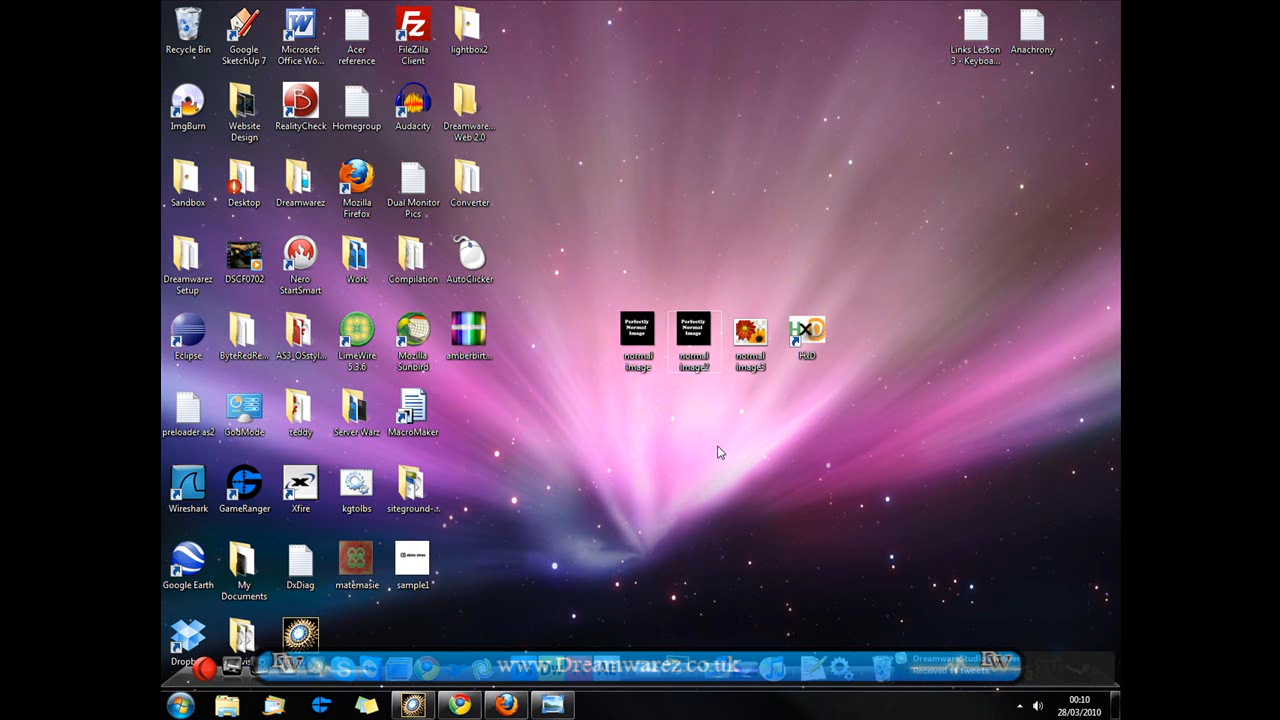 Recycle Bin
Google
SketchUp 7
Microsoft
Office Wo...
Acer
reference
FileZilla
Client
lightbox2
Links Lesson
3 - Keyboa...
Anachrony
ImgBurn
Website
Design
RealityCheck
Homegroup
Audacity
Dreamware...
Web 2.0
Sandbox
Desktop
Dreamwarez
Mozilla
Firefox
Dual Monitor
Pics
Converter
Dreamwarez
Setup
DSCF0702
Nero
StartSmart
Work
Compilation
AutoClicker
Perfectly
Normal
Image
normal
image
Perfectly
Normal
Image
normal
image2
normal
image3
HxD
HxD
Eclipse
ByteRedRe...
AS3_OSstyl...
LimeWire
5.3.6
Mozilla
Sunbird
amberbirt...
preloader as2
GodMode
teddy
Server Warz
MacroMaker
Wireshark
GameRanger
Xfire
kgtolbs
siteground-...
Google Earth
My
Documents
DxDiag
matemasie
sample1
www.Dreamwarez.co.uk
00:10
28/03/2010